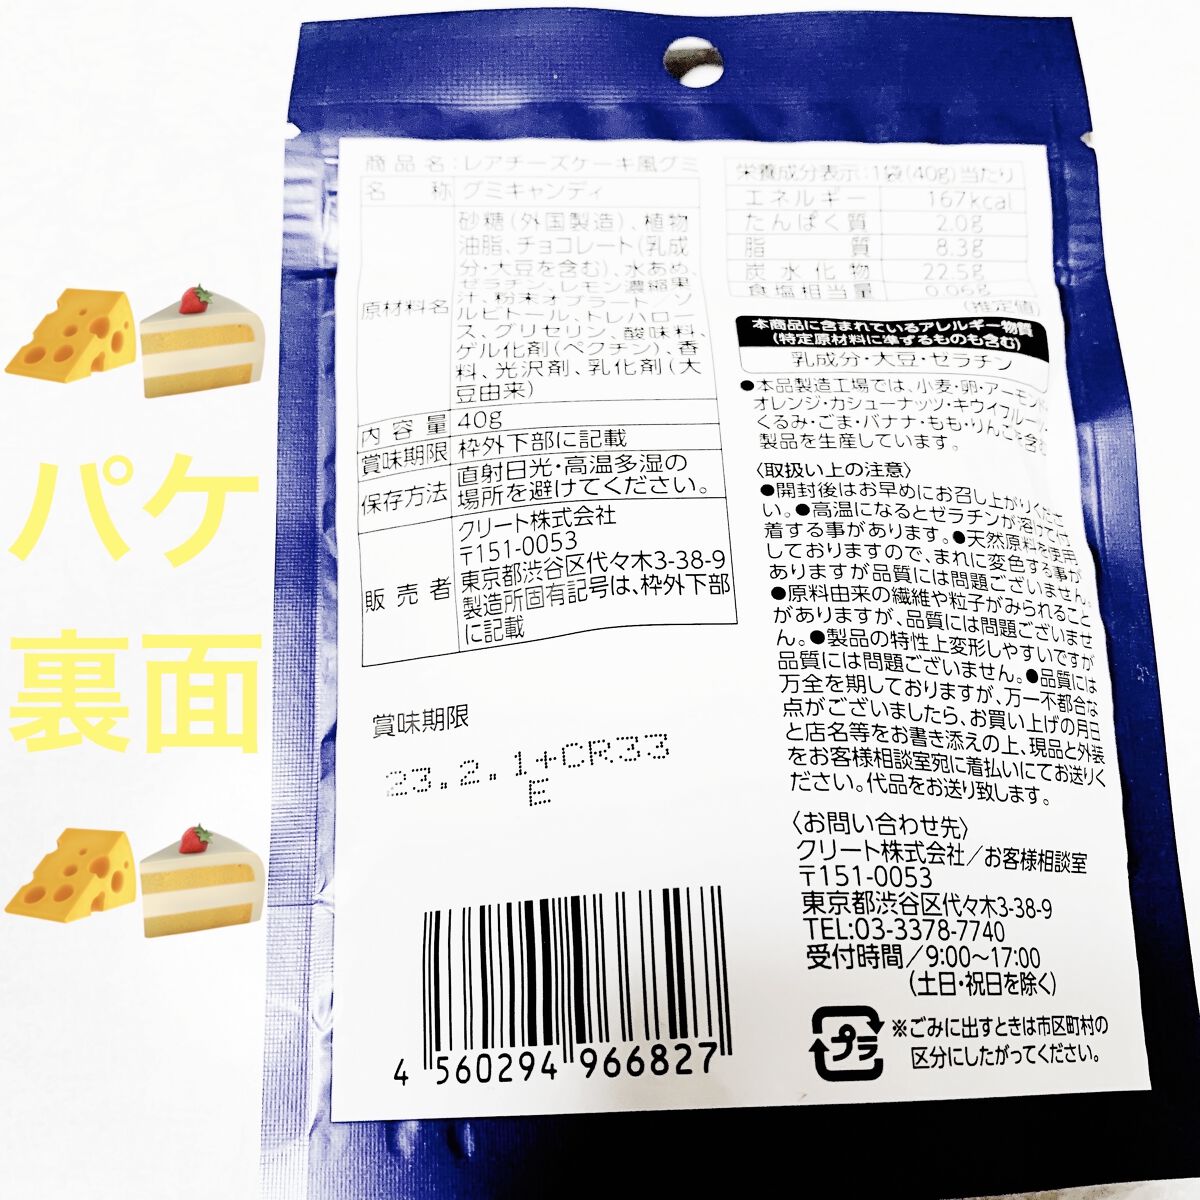 パケ
裏面
商品名:レアチーズケーキ風グミ
名称 グミキャンディ
原材料名
砂糖(外国製造)、植物
油脂、チョコレート(乳成
分・大豆を含む)、水あめ、
ゼラチン、レモン濃縮果
汁、粉末オブラート/ソ
ルビトール、トレハロー
ス、グリセリン、酸味料、
ゲル化剤(ペクチン)、香
料、光沢剤、乳化剤(大
豆由来)
内容量 40g
賞味期限 枠外下部に記載
保存方法 直射日光・高温多湿の
場所を避けてください。
販売者
クリート株式会社
〒151-0053
東京都渋谷区代々木3-38-9
製造所固有記号は、枠外下部
に記載
賞味期限
23.2.1+CR33
E
4 560294 966827
栄養成分表示:1袋(40g)当たり
エネルギー 167kcal
たんぱく質 2.0g
脂質 8.3g
炭水化物 22.5g
食塩相当量 0.06g
(推定値)
本商品に含まれているアレルギー物質
(特定原材料に準ずるものも含む)
乳成分・大豆・ゼラチン
●本品製造工場では、小麦・卵・アーモンド・
オレンジ・カシューナッツ・キウイフルーツ・
くるみ・ごま・バナナ・もも・りんごを含む
製品を生産しています。
〈取扱い上の注意〉
●開封後はお早めにお召し上がりくださ
い。●高温になるとゼラチンが溶けて付
着する事があります。●天然原料を使用
しておりますので、まれに変色する事が
ありますが品質には問題ございません。
●原料由来の繊維や粒子がみられること
がありますが、品質には問題ございませ
ん。●製品の特性上変形しやすいですが
品質には問題ございません。●品質には
万全を期しておりますが、万一不都合な
点がございましたら、お買い上げの月日
と店名等をお書き添えの上、現品と外装
をお客様相談室宛に着払いにてお送りく
ださい。代品をお送り致します。
〈お問い合わせ先〉
クリート株式会社/お客様相談室
〒151-0053
東京都渋谷区代々木3-38-9
TEL:03-3378-7740
受付時間/9:00〜17:00
(土日・祝日を除く)
プラ
※ごみに出すときは市区町村の
区分にしたがってください。